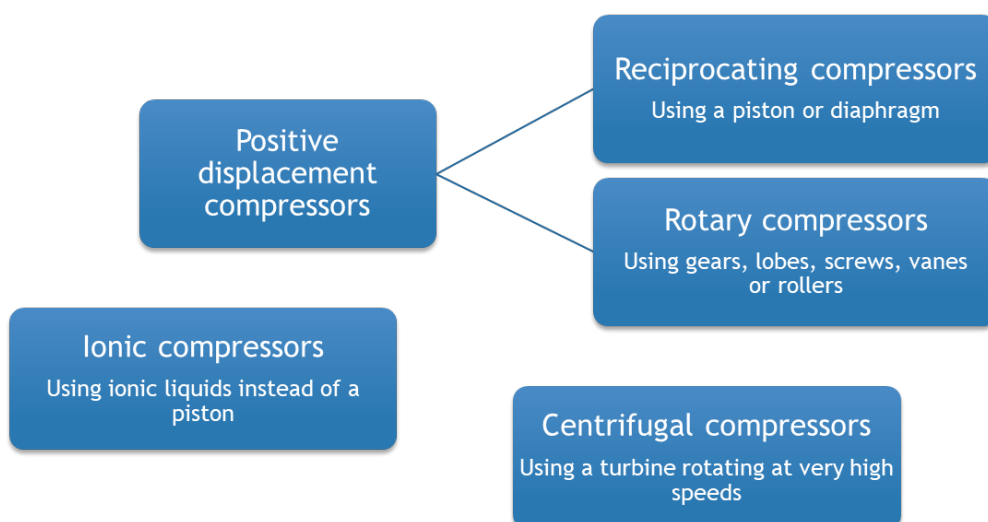 Reciprocating compressors
Using a piston or diaphragm
Positive
displacement
compressors
Rotary compressors
Using gears, lobes, screws, vanes
or rollers
Ionic compressors
Using ionic liquids instead of a
piston
Centrifugal compressors
Using a turbine rotating at very high
speeds